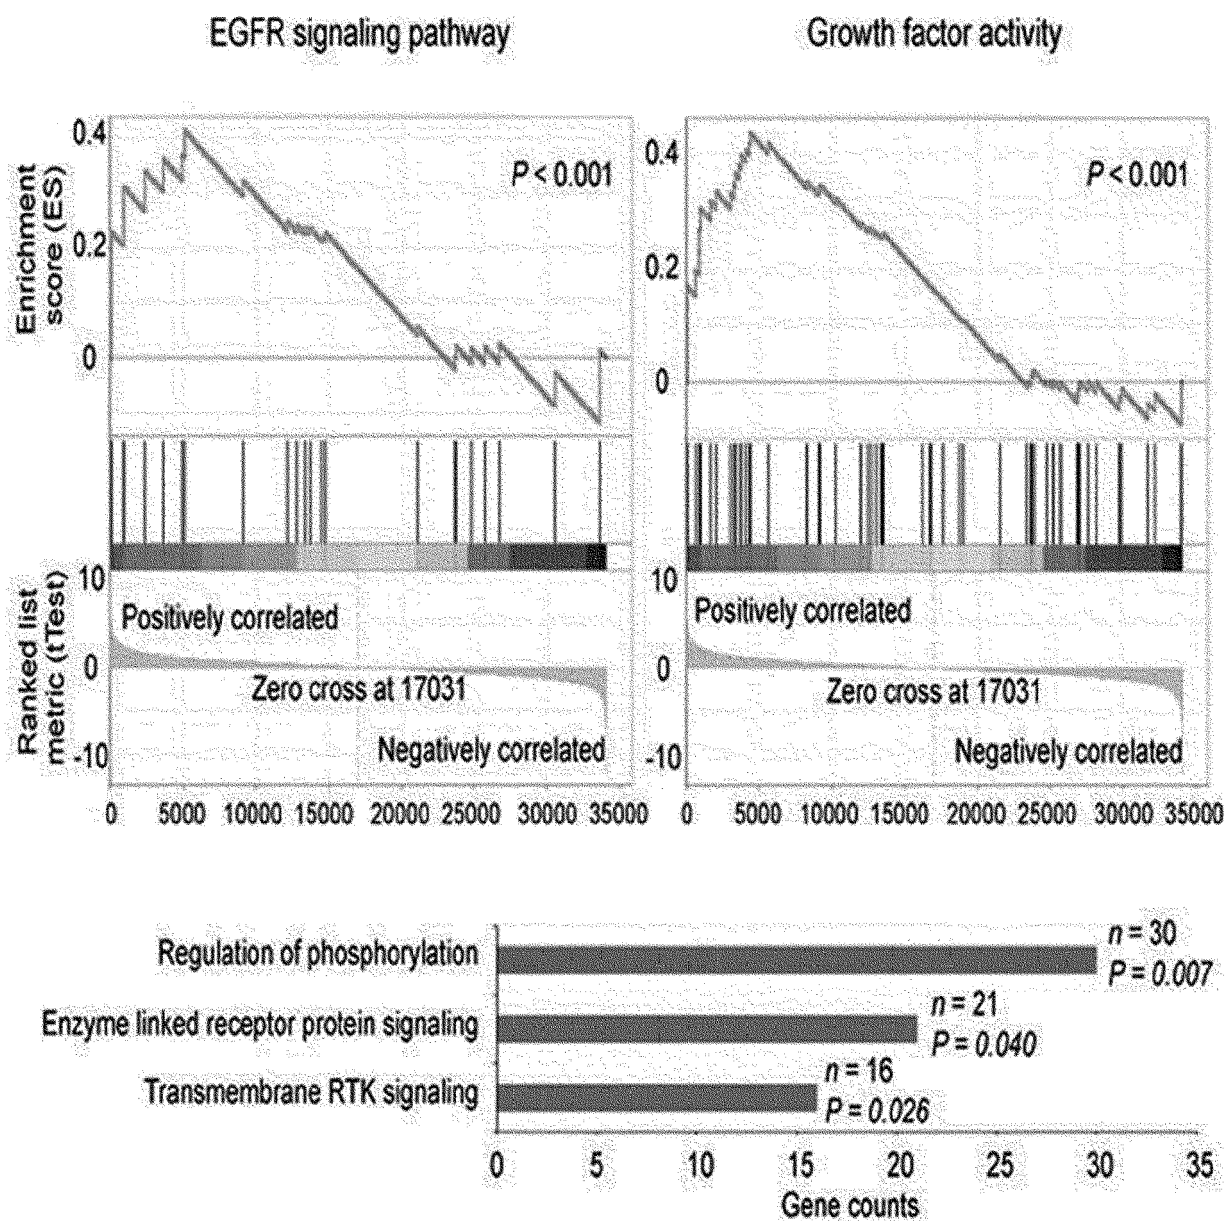 EGFR signaling pathway
Growth factor activity
Enrichment
score (ES)
0.4
0.2
0
P < 0.001
0.4
0.2
0
P < 0.001
Ranked list
metric (tTest)
10
0
-10
Positively correlated
Zero cross at 17031
Negatively correlated
0 5000 10000 15000 20000 25000 30000 35000
10
0
-10
Positively correlated
Zero cross at 17031
Negatively correlated
0 5000 10000 15000 20000 25000 30000 35000
Regulation of phosphorylation
n = 30
P = 0.007
Enzyme linked receptor protein signaling
n = 21
P = 0.040
Transmembrane RTK signaling
n = 16
P = 0.026
0 5 10 15 20 25 30 35
Gene counts